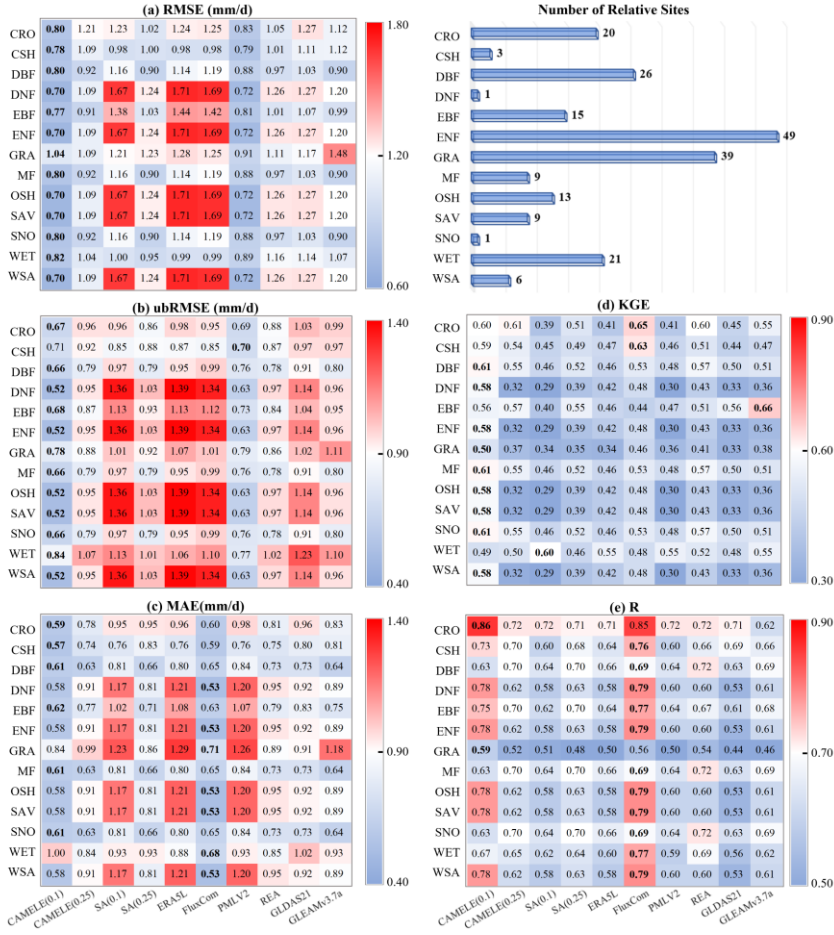 (a) RMSE (mm/d)
CRO 0.80 1.21 1.23 1.02 1.24 1.25 0.83 1.05 1.27 1.12
CSH 0.78 1.09 0.98 1.00 0.98 0.98 0.79 1.01 1.11 1.12
DBF 0.80 0.92 1.16 0.90 1.14 1.19 0.88 0.97 1.03 0.90
DNF 0.70 1.09 1.67 1.24 1.71 1.69 0.72 1.26 1.27 1.20
EBF 0.77 0.91 1.38 1.03 1.44 1.42 0.81 1.01 1.07 0.99
ENF 0.70 1.09 1.67 1.24 1.71 1.69 0.72 1.26 1.27 1.20
GRA 1.04 1.09 1.21 1.23 1.28 1.25 0.91 1.11 1.17 1.48
MF 0.80 0.92 1.16 0.90 1.14 1.19 0.88 0.97 1.03 0.90
OSH 0.70 1.09 1.67 1.24 1.71 1.69 0.72 1.26 1.27 1.20
SAV 0.70 1.09 1.67 1.24 1.71 1.69 0.72 1.26 1.27 1.20
SNO 0.80 0.92 1.16 0.90 1.14 1.19 0.88 0.97 1.03 0.90
WET 0.82 1.04 1.00 0.95 0.99 0.99 0.89 1.16 1.14 1.07
WSA 0.70 1.09 1.67 1.24 1.71 1.69 0.72 1.26 1.27 1.20
1.80
1.20
0.60
Number of Relative Sites
CRO 20
CSH 3
DBF 26
DNF 1
EBF 15
ENF 49
GRA 39
MF 9
OSH 13
SAV 9
SNO 1
WET 21
WSA 6
(b) ubRMSE (mm/d)
CRO 0.67 0.96 0.96 0.86 0.98 0.95 0.69 0.88 1.03 0.99
CSH 0.71 0.92 0.85 0.88 0.87 0.85 0.70 0.87 0.97 0.97
DBF 0.66 0.79 0.97 0.79 0.95 0.99 0.76 0.78 0.91 0.80
DNF 0.52 0.95 1.36 1.03 1.39 1.34 0.63 0.97 1.14 0.96
EBF 0.68 0.87 1.13 0.93 1.13 1.12 0.73 0.84 1.04 0.95
ENF 0.52 0.95 1.36 1.03 1.39 1.34 0.63 0.97 1.14 0.96
GRA 0.78 0.88 1.01 0.92 1.07 1.01 0.79 0.86 1.02 1.11
MF 0.66 0.79 0.97 0.79 0.95 0.99 0.76 0.78 0.91 0.80
OSH 0.52 0.95 1.36 1.03 1.39 1.34 0.63 0.97 1.14 0.96
SAV 0.52 0.95 1.36 1.03 1.39 1.34 0.63 0.97 1.14 0.96
SNO 0.66 0.79 0.97 0.79 0.95 0.99 0.76 0.78 0.91 0.80
WET 0.84 1.07 1.13 1.01 1.06 1.10 0.77 1.02 1.23 1.10
WSA 0.52 0.95 1.36 1.03 1.39 1.34 0.63 0.97 1.14 0.96
1.40
0.90
0.40
(d) KGE
CRO 0.60 0.61 0.39 0.51 0.41 0.65 0.41 0.60 0.45 0.55
CSH 0.59 0.54 0.45 0.49 0.47 0.63 0.46 0.51 0.44 0.47
DBF 0.61 0.55 0.46 0.52 0.46 0.53 0.48 0.57 0.50 0.51
DNF 0.58 0.32 0.29 0.39 0.42 0.48 0.30 0.43 0.33 0.36
EBF 0.56 0.57 0.40 0.55 0.46 0.44 0.47 0.51 0.56 0.66
ENF 0.58 0.32 0.29 0.39 0.42 0.48 0.30 0.43 0.33 0.36
GRA 0.50 0.37 0.34 0.35 0.34 0.46 0.36 0.41 0.33 0.38
MF 0.61 0.55 0.46 0.52 0.46 0.53 0.48 0.57 0.50 0.51
OSH 0.58 0.32 0.29 0.39 0.42 0.48 0.30 0.43 0.33 0.36
SAV 0.58 0.32 0.29 0.39 0.42 0.48 0.30 0.43 0.33 0.36
SNO 0.61 0.55 0.46 0.52 0.46 0.53 0.48 0.57 0.50 0.51
WET 0.49 0.50 0.60 0.46 0.55 0.48 0.55 0.52 0.48 0.55
WSA 0.58 0.32 0.29 0.39 0.42 0.48 0.30 0.43 0.33 0.36
0.90
0.60
0.30
(c) MAE(mm/d)
CRO 0.59 0.78 0.95 0.95 0.96 0.60 0.98 0.81 0.96 0.83
CSH 0.57 0.74 0.76 0.83 0.76 0.59 0.76 0.75 0.80 0.81
DBF 0.61 0.63 0.81 0.66 0.80 0.65 0.84 0.73 0.73 0.64
DNF 0.58 0.91 1.17 0.81 1.21 0.53 1.20 0.95 0.92 0.89
EBF 0.62 0.77 1.02 0.71 1.08 0.63 1.07 0.79 0.83 0.75
ENF 0.58 0.91 1.17 0.81 1.21 0.53 1.20 0.95 0.92 0.89
GRA 0.84 0.99 1.23 0.86 1.29 0.71 1.26 0.89 0.91 1.18
MF 0.61 0.63 0.81 0.66 0.80 0.65 0.84 0.73 0.73 0.64
OSH 0.58 0.91 1.17 0.81 1.21 0.53 1.20 0.95 0.92 0.89
SAV 0.58 0.91 1.17 0.81 1.21 0.53 1.20 0.95 0.92 0.89
SNO 0.61 0.63 0.81 0.66 0.80 0.65 0.84 0.73 0.73 0.64
WET 1.00 0.84 0.93 0.93 0.88 0.68 0.93 0.88 1.02 0.93
WSA 0.58 0.91 1.17 0.81 1.21 0.53 1.20 0.95 0.92 0.89
CAMELE(0.1) CAMELE(0.25) SA(0.1) SA(0.25) ERA5L FluxCom PMLV2 REA GLDAS21 GLEAMv3.7a
1.40
0.90
0.40
(e) R
CRO 0.86 0.72 0.72 0.71 0.71 0.85 0.72 0.72 0.71 0.62
CSH 0.73 0.70 0.60 0.68 0.64 0.76 0.60 0.66 0.69 0.66
DBF 0.63 0.70 0.64 0.70 0.66 0.69 0.64 0.72 0.63 0.69
DNF 0.78 0.62 0.58 0.63 0.58 0.79 0.60 0.60 0.53 0.61
EBF 0.75 0.70 0.62 0.72 0.70 0.77 0.64 0.67 0.61 0.68
ENF 0.78 0.62 0.58 0.63 0.58 0.79 0.60 0.60 0.53 0.61
GRA 0.59 0.52 0.51 0.48 0.50 0.56 0.50 0.54 0.44 0.46
MF 0.63 0.70 0.64 0.70 0.66 0.69 0.64 0.72 0.63 0.69
OSH 0.78 0.62 0.58 0.63 0.58 0.79 0.60 0.60 0.53 0.61
SAV 0.78 0.62 0.58 0.63 0.58 0.79 0.60 0.60 0.53 0.61
SNO 0.63 0.70 0.64 0.70 0.66 0.69 0.64 0.72 0.63 0.69
WET 0.67 0.65 0.62 0.64 0.60 0.77 0.59 0.69 0.56 0.62
WSA 0.78 0.62 0.58 0.63 0.58 0.79 0.60 0.60 0.53 0.61
CAMELE(0.1) CAMELE(0.25) SA(0.1) SA(0.25) ERA5L FluxCom PMLV2 REA GLDAS21 GLEAMv3.7a
0.90
0.70
0.50